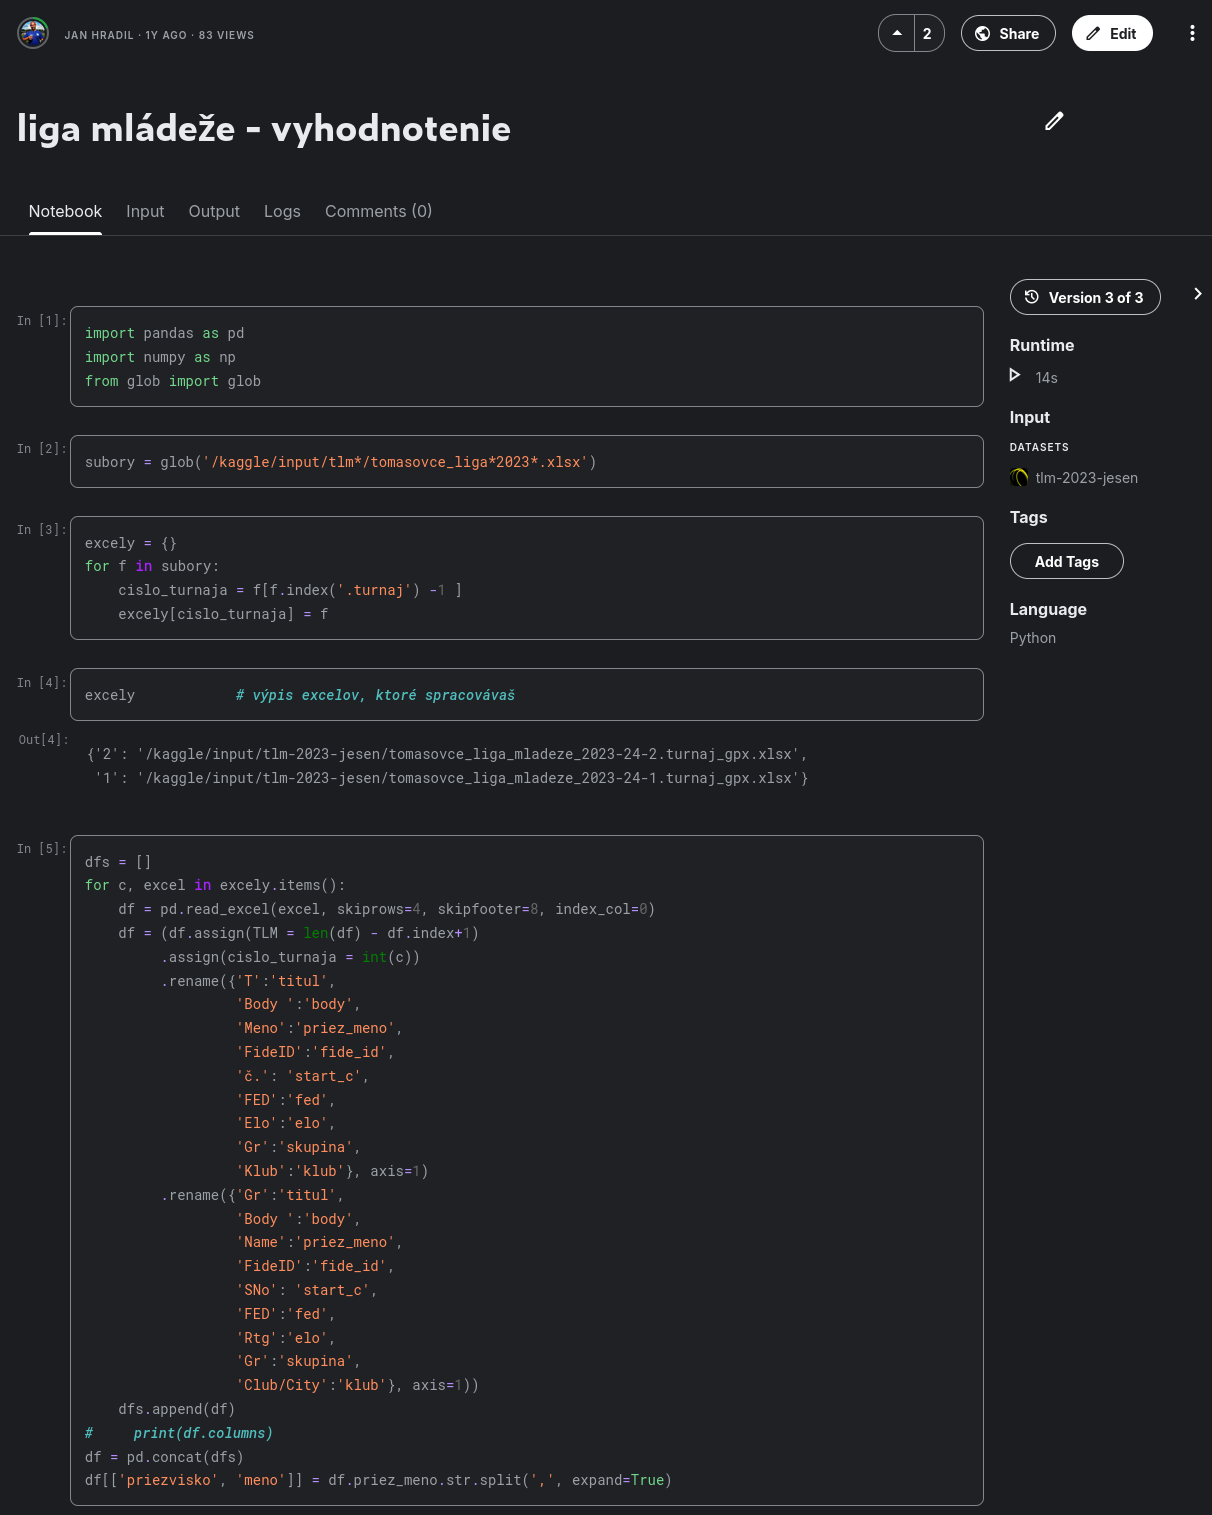 JAN HRADIL · 1Y AGO · 83 VIEWS
2
Share
Edit
liga mládeže - vyhodnotenie
Notebook
Input
Output
Logs
Comments (0)
Version 3 of 3
Runtime
14s
Input
DATASETS
tlm-2023-jesen
Tags
Add Tags
Language
Python
In [1]:
import pandas as pd
import numpy as np
from glob import glob
In [2]:
subory = glob('/kaggle/input/tlm*/tomasovce_liga*2023*.xlsx')
In [3]:
excely = {}
for f in subory:
    cislo_turnaja = f[f.index('.turnaj') -1 ]
    excely[cislo_turnaja] = f
In [4]:
excely            # výpis excelov, ktoré spracovávaš
Out[4]:
{'2': '/kaggle/input/tlm-2023-jesen/tomasovce_liga_mladeze_2023-24-2.turnaj_gpx.xlsx',
 '1': '/kaggle/input/tlm-2023-jesen/tomasovce_liga_mladeze_2023-24-1.turnaj_gpx.xlsx'}
In [5]:
dfs = []
for c, excel in excely.items():
    df = pd.read_excel(excel, skiprows=4, skipfooter=8, index_col=0)
    df = (df.assign(TLM = len(df) - df.index+1)
         .assign(cislo_turnaja = int(c))
         .rename({'T':'titul',
                  'Body ':'body',
                  'Meno':'priez_meno',
                  'FideID':'fide_id',
                  'č.': 'start_c',
                  'FED':'fed',
                  'Elo':'elo',
                  'Gr':'skupina',
                  'Klub':'klub'}, axis=1)
         .rename({'Gr':'titul',
                  'Body ':'body',
                  'Name':'priez_meno',
                  'FideID':'fide_id',
                  'SNo': 'start_c',
                  'FED':'fed',
                  'Rtg':'elo',
                  'Gr':'skupina',
                  'Club/City':'klub'}, axis=1))
    dfs.append(df)
#     print(df.columns)
df = pd.concat(dfs)
df[['priezvisko', 'meno']] = df.priez_meno.str.split(',', expand=True)